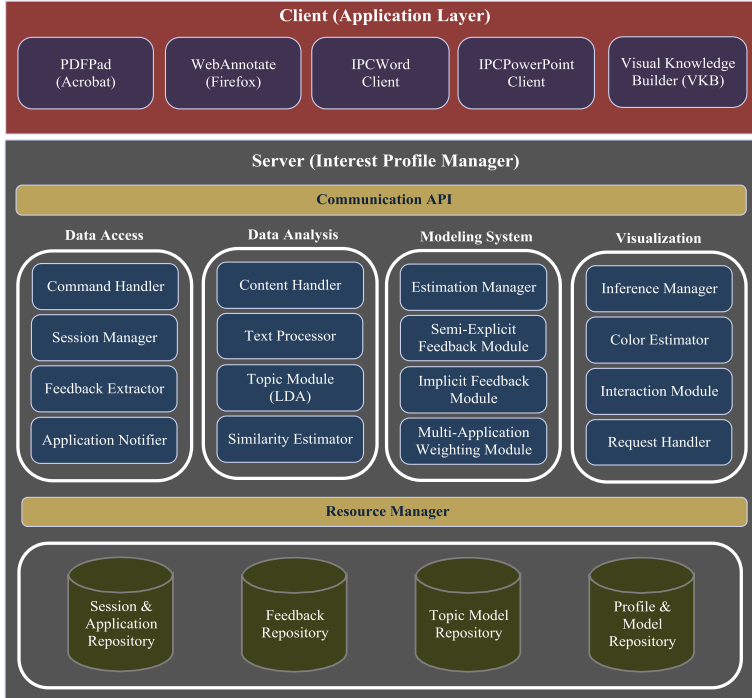 Client (Application Layer)
PDFPad
(Acrobat)
WebAnnotate
(Firefox)
IPCWord
Client
IPCPowerPoint
Client
Visual Knowledge
Builder (VKB)
Server (Interest Profile Manager)
Communication API
Data Access
Command Handler
Session Manager
Feedback Extractor
Application Notifier
Data Analysis
Content Handler
Text Processor
Topic Module
(LDA)
Similarity Estimator
Modeling System
Estimation Manager
Semi-Explicit
Feedback Module
Implicit Feedback
Module
Multi-Application
Weighting Module
Visualization
Inference Manager
Color Estimator
Interaction Module
Request Handler
Resource Manager
Session &
Application
Repository
Feedback
Repository
Topic Model
Repository
Profile &
Model
Repository